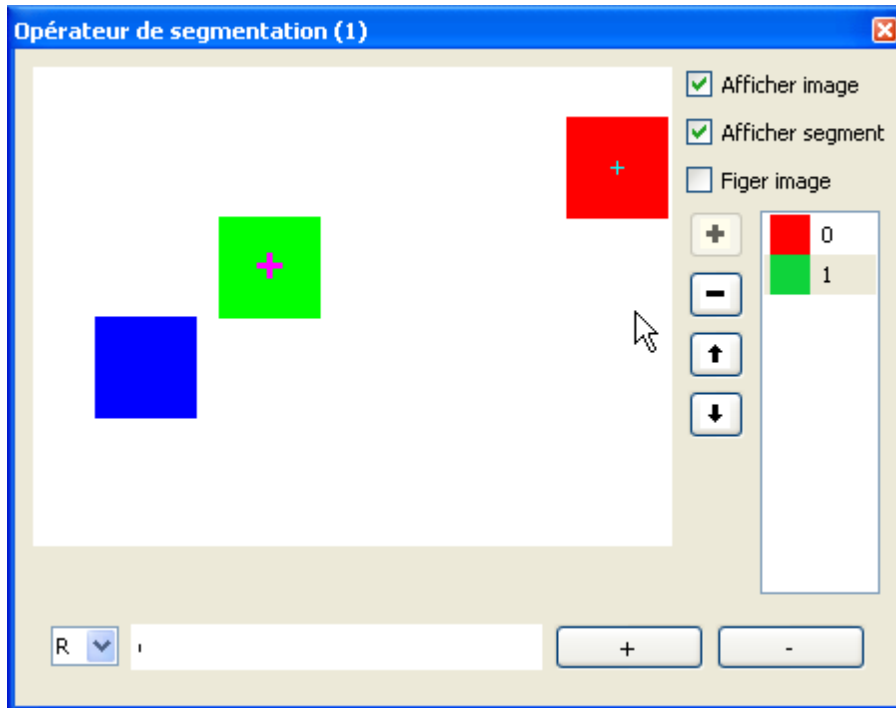 Opérateur de segmentation (1)
Afficher image
Afficher segment
Figer image
0
1
R
+
-